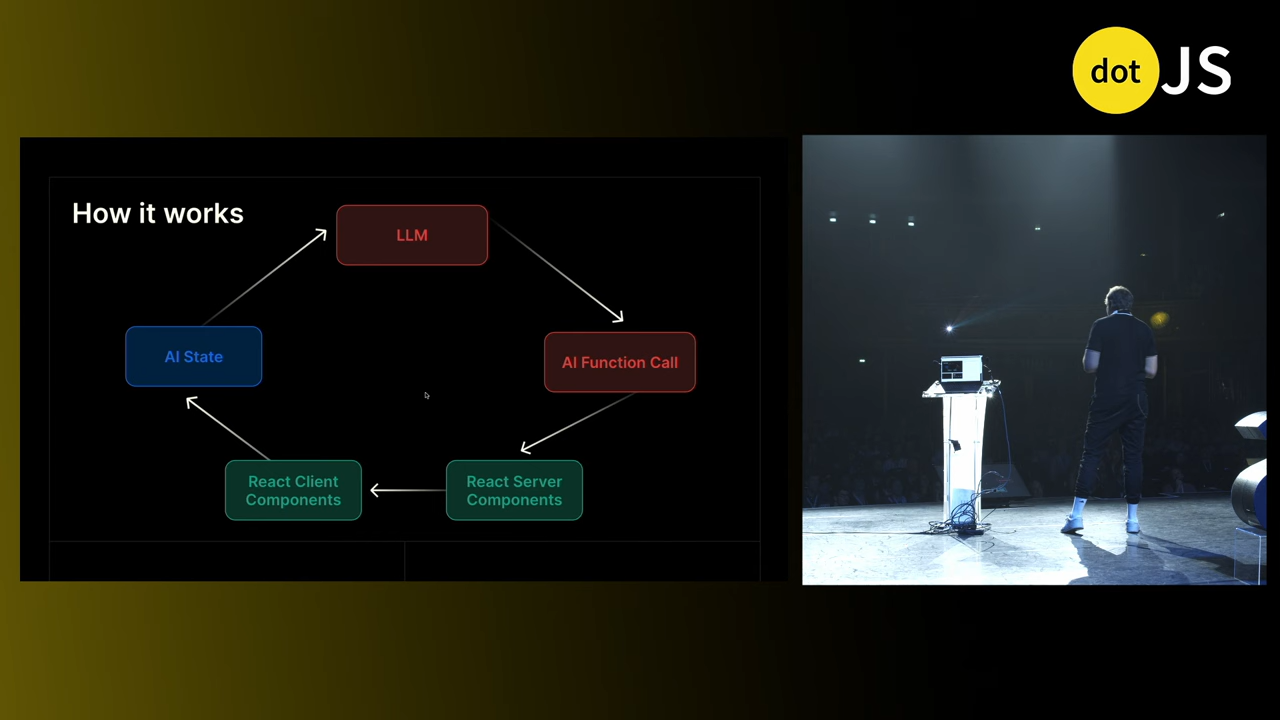 dot JS
How it works
LLM
AI State
AI Function Call
React Client
Components
React Server
Components